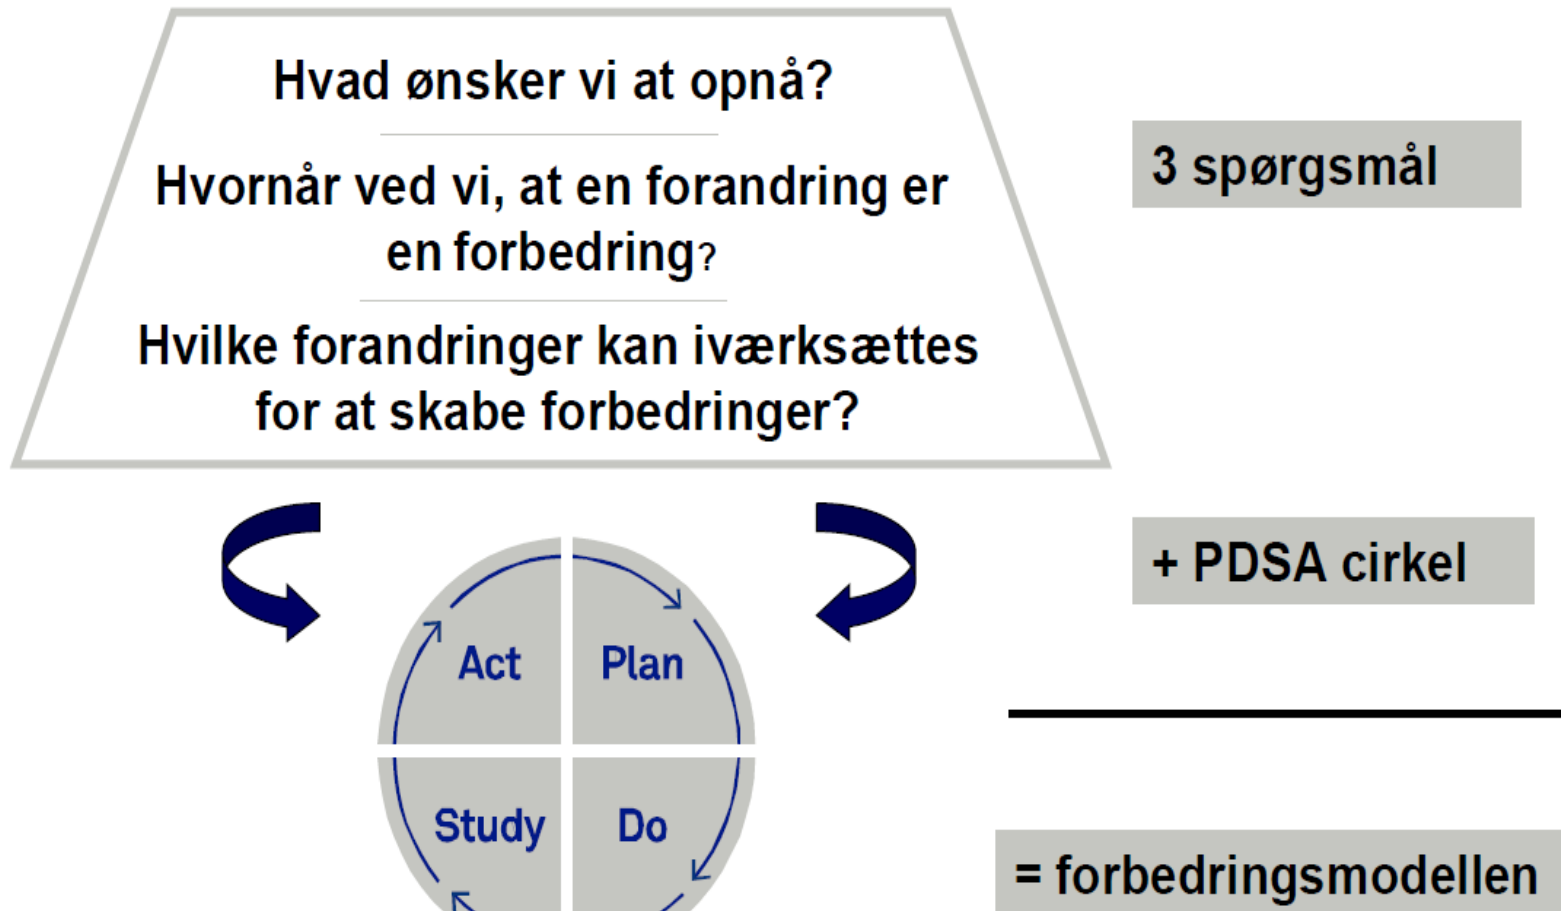 Hvad ønsker vi at opnå?
Hvornår ved vi, at en forandring er
en forbedring?
Hvilke forandringer kan iværksættes
for at skabe forbedringer?
3 spørgsmål
+ PDSA cirkel
Act
Plan
Study
Do
= forbedringsmodellen